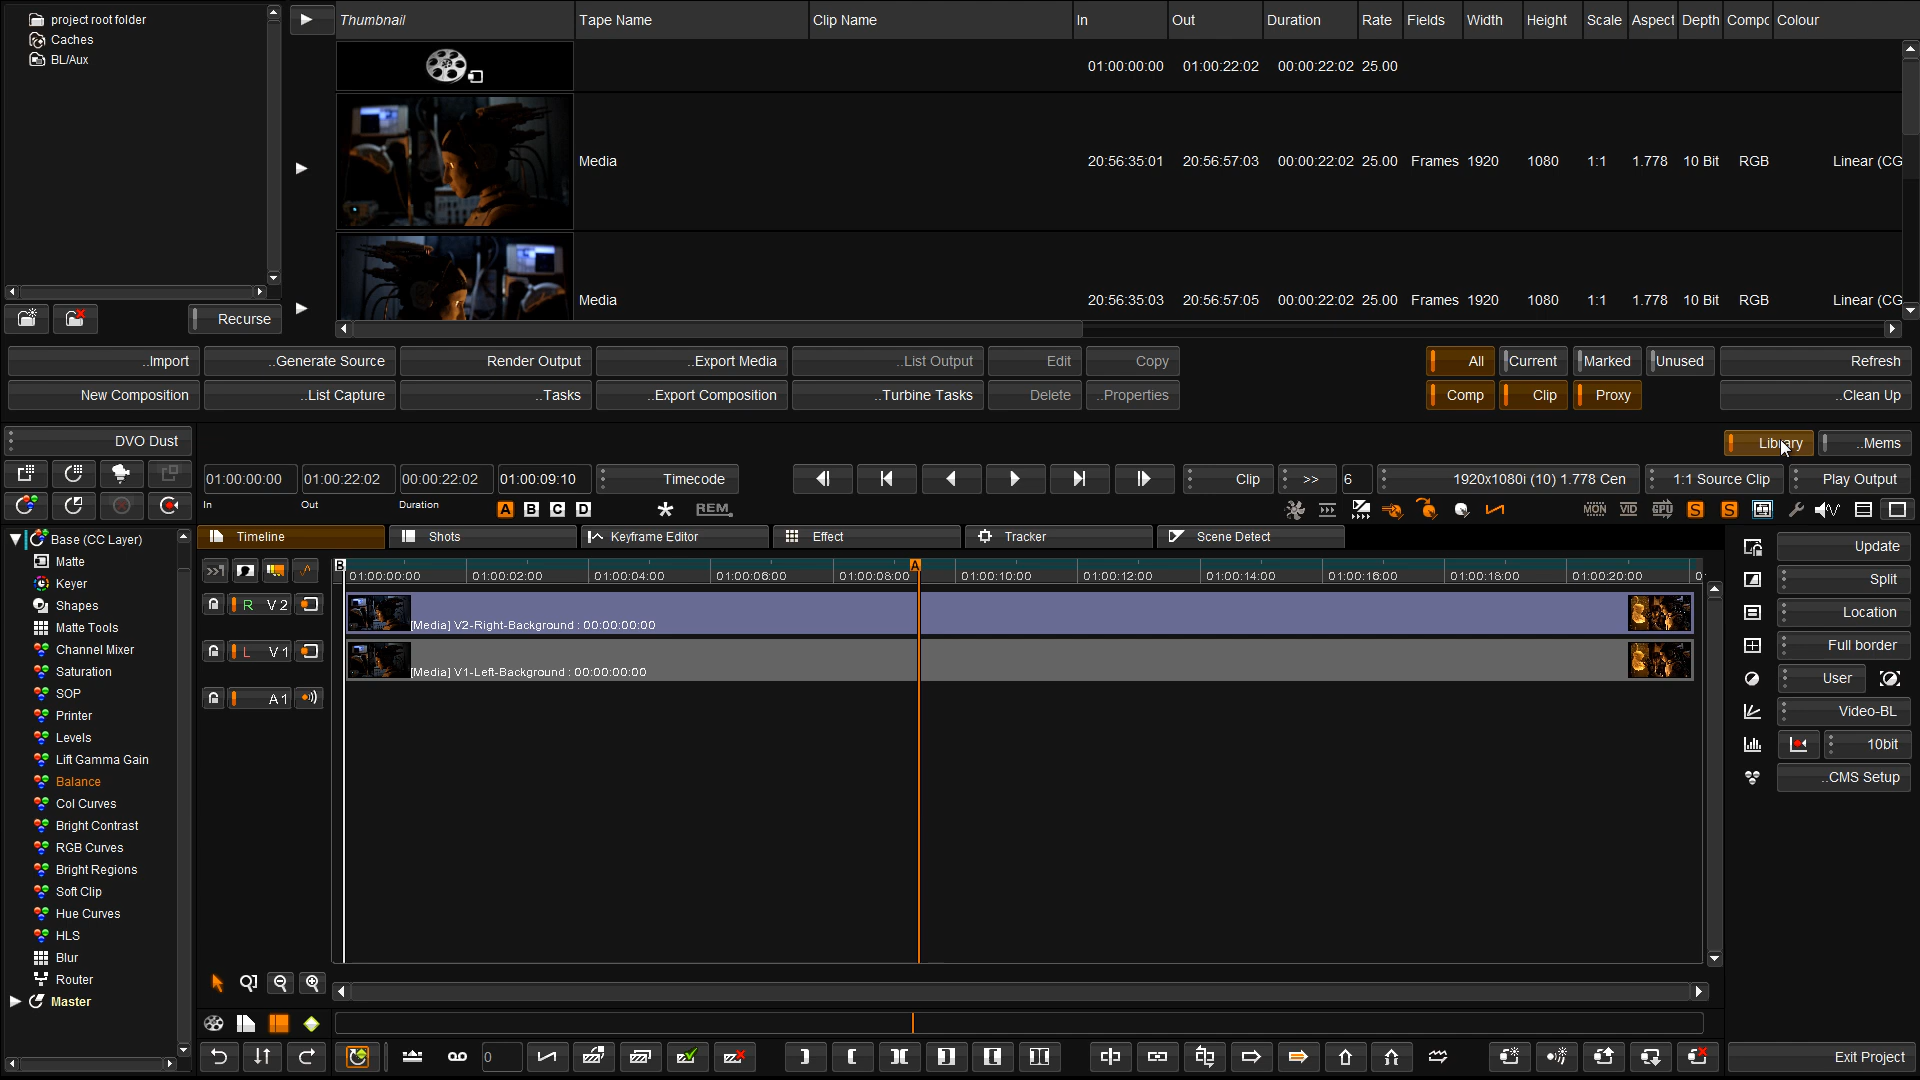 project root folder
Caches
BL/Aux
Recurse
Thumbnail Tape Name Clip Name In Out Duration Rate Fields Width Height Scale Aspect Depth Compc Colour
01:00:00:00 01:00:22:02 00:00:22:02 25.00
Media 20:56:35:01 20:56:57:03 00:00:22:02 25.00 Frames 1920 1080 1:1 1.778 10 Bit RGB Linear (CG
Media 20:56:35:03 20:56:57:05 00:00:22:02 25.00 Frames 1920 1080 1:1 1.778 10 Bit RGB Linear (CG
..Import ..Generate Source Render Output ..Export Media ..List Output Edit Copy All Current Marked Unused Refresh
New Composition ..List Capture ..Tasks ..Export Composition ..Turbine Tasks Delete ..Properties Comp Clip Proxy ..Clean Up
DVO Dust Library ..Mems
01:00:00:00 01:00:22:02 00:00:22:02 01:00:09:10 Timecode Clip >> 6 1920x1080i (10) 1.778 Cen 1:1 Source Clip Play Output
In Out Duration A B C D REM. MON VID GPU S S
Timeline Shots Keyframe Editor Effect Tracker Scene Detect
Base (CC Layer)
Matte
Keyer
Shapes
Matte Tools
Channel Mixer
Saturation
SOP
Printer
Levels
Lift Gamma Gain
Balance
Col Curves
Bright Contrast
RGB Curves
Bright Regions
Soft Clip
Hue Curves
HLS
Blur
Router
Master
B A
01:00:00:00 01:00:02:00 01:00:04:00 01:00:06:00 01:00:08:00 01:00:10:00 01:00:12:00 01:00:14:00 01:00:16:00 01:00:18:00 01:00:20:00 0
R V 2
[Media] V2-Right-Background : 00:00:00:00
L V 1
[Media] V1-Left-Background : 00:00:00:00
A 1
Update
Split
Location
Full border
User
Video-BL
10bit
..CMS Setup
0
Exit Project